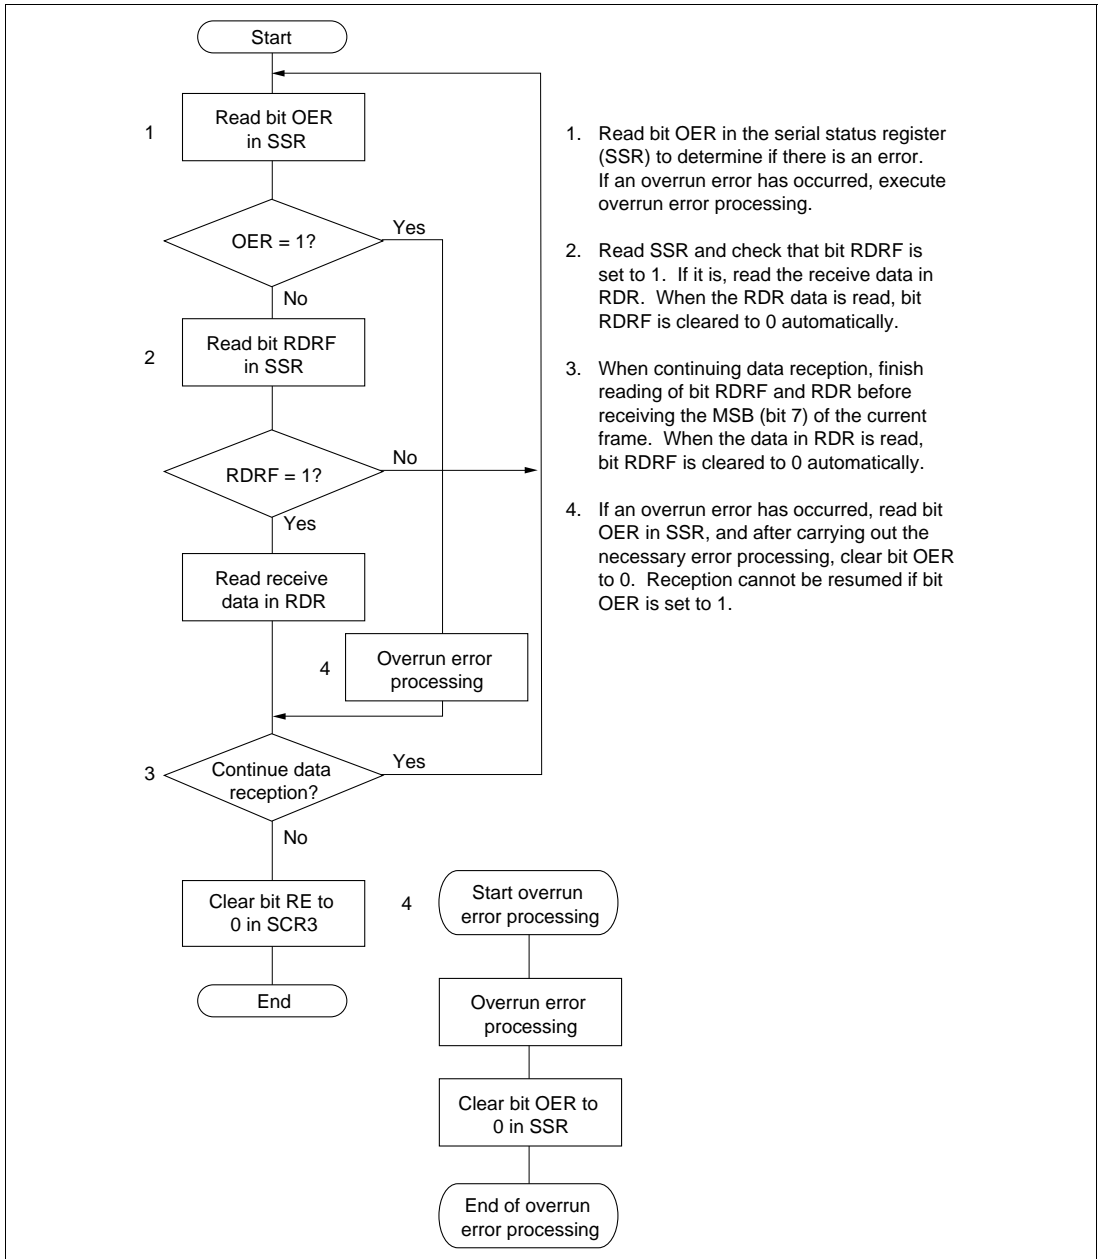 Start
1
Read bit OER
in SSR
OER = 1?
Yes
No
2
Read bit RDRF
in SSR
RDRF = 1?
No
Yes
Read receive
data in RDR
4
Overrun error
processing
3
Continue data
reception?
Yes
No
Clear bit RE to
0 in SCR3
End
4
Start overrun
error processing
Overrun error
processing
Clear bit OER to
0 in SSR
End of overrun
error processing
1. Read bit OER in the serial status register
(SSR) to determine if there is an error.
If an overrun error has occurred, execute
overrun error processing.
2. Read SSR and check that bit RDRF is
set to 1. If it is, read the receive data in
RDR. When the RDR data is read, bit
RDRF is cleared to 0 automatically.
3. When continuing data reception, finish
reading of bit RDRF and RDR before
receiving the MSB (bit 7) of the current
frame. When the data in RDR is read,
bit RDRF is cleared to 0 automatically.
4. If an overrun error has occurred, read bit
OER in SSR, and after carrying out the
necessary error processing, clear bit OER
to 0. Reception cannot be resumed if bit
OER is set to 1.